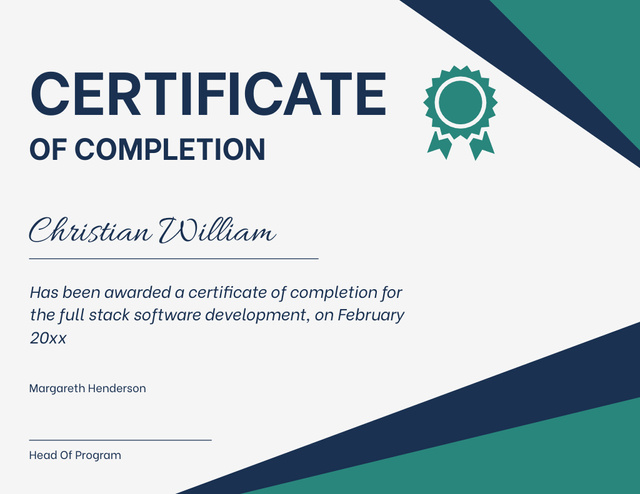 CERTIFICATE
OF COMPLETION
Christian William
Has been awarded a certificate of completion for
the full stack software development, on February
20xx
Margareth Henderson
Head Of Program